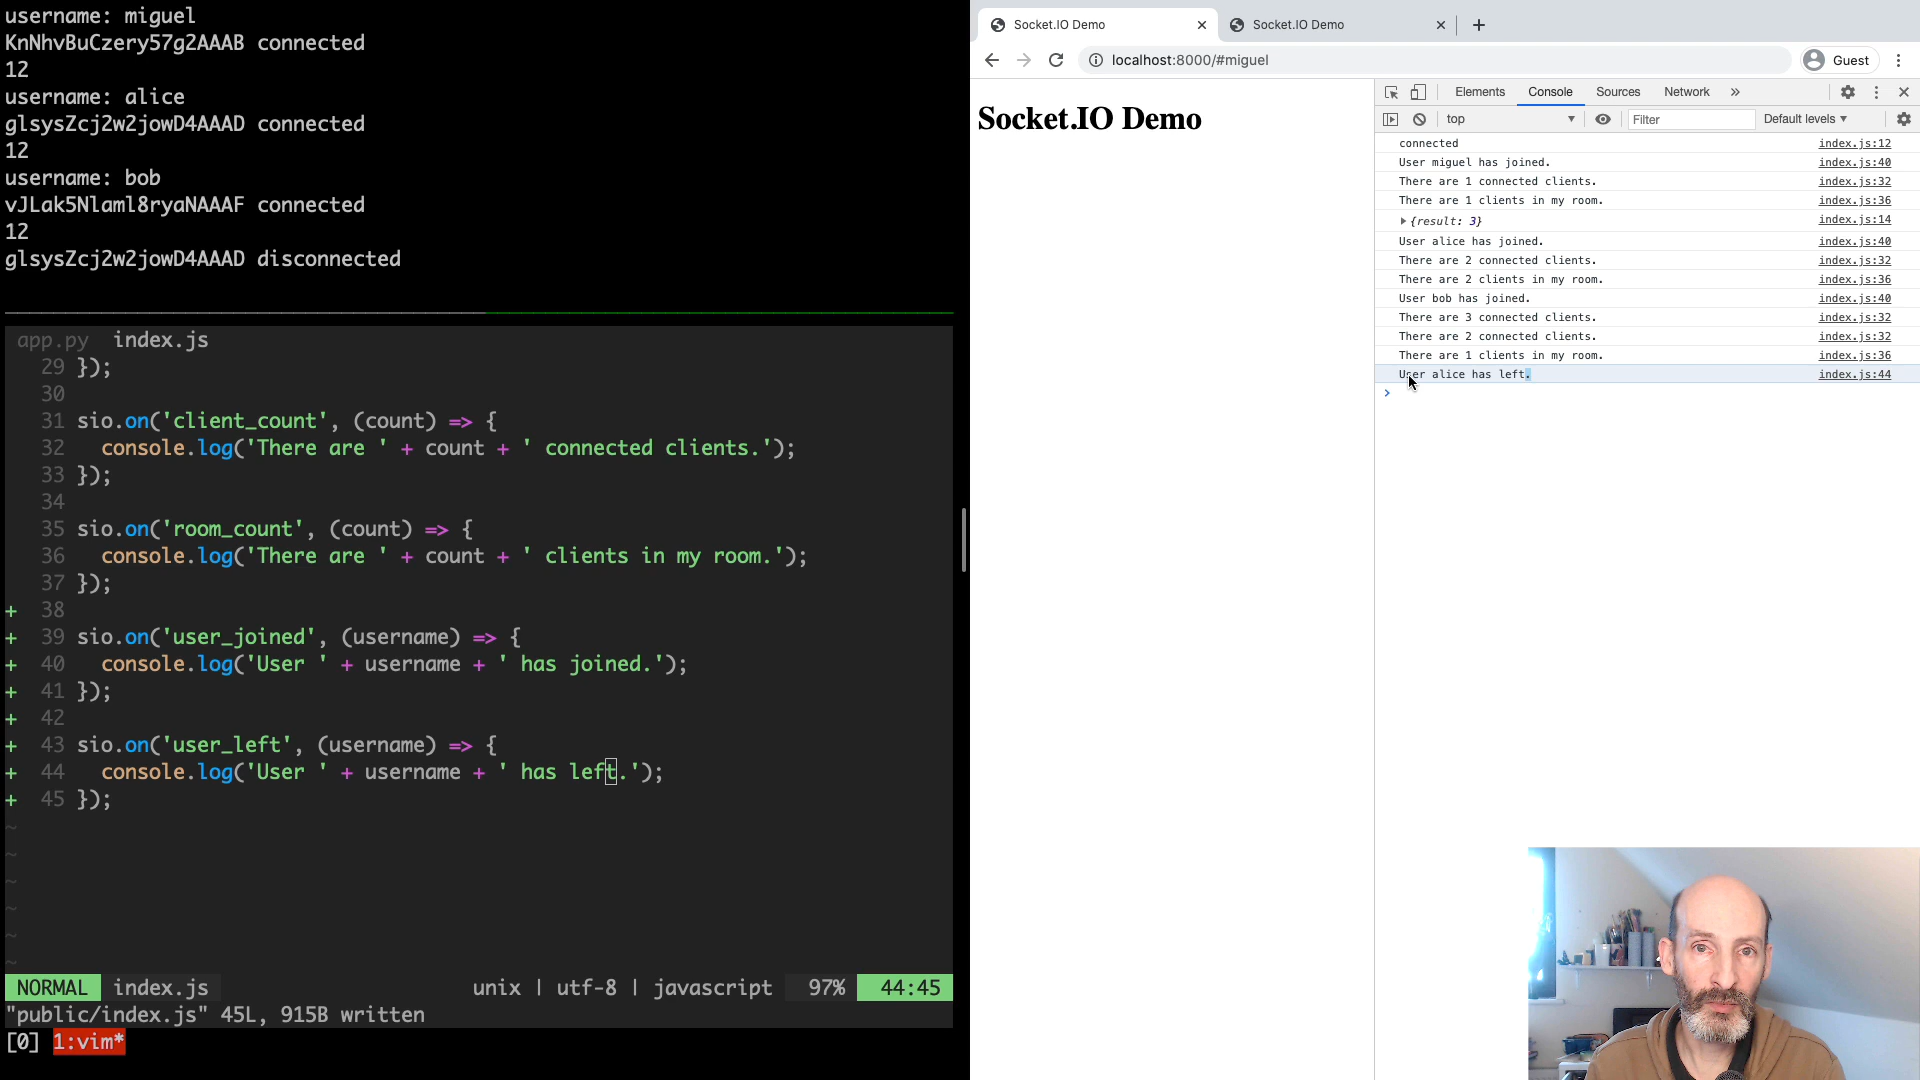 username: miguel
KnNhvBuCzery57g2AAAB connected
12
username: alice
glsysZcj2w2jowD4AAAD connected
12
username: bob
vJLak5Nlaml8ryaNAAAF connected
12
glsysZcj2w2jowD4AAAD disconnected
app.py index.js
29 });
30
31 sio.on('client_count', (count) => {
32 console.log('There are ' + count + ' connected clients.');
33 });
34
35 sio.on('room_count', (count) => {
36 console.log('There are ' + count + ' clients in my room.');
37 });
+ 38
+ 39 sio.on('user_joined', (username) => {
+ 40 console.log('User ' + username + ' has joined.');
+ 41 });
+ 42
+ 43 sio.on('user_left', (username) => {
+ 44 console.log('User ' + username + ' has left.');
+ 45 });
~
~
~
~
~
~
NORMAL index.js unix | utf-8 | javascript 97% 44:45
"public/index.js" 45L, 915B written
[0] 1:vim*
Socket.IO Demo
Socket.IO Demo
localhost:8000/#miguel
Guest
Socket.IO Demo
Elements Console Sources Network »
top Filter Default levels
connected index.js:12
User miguel has joined. index.js:40
There are 1 connected clients. index.js:32
There are 1 clients in my room. index.js:36
{result: 3} index.js:14
User alice has joined. index.js:40
There are 2 connected clients. index.js:32
There are 2 clients in my room. index.js:36
User bob has joined. index.js:40
There are 3 connected clients. index.js:32
There are 2 connected clients. index.js:32
There are 1 clients in my room. index.js:36
User alice has left. index.js:44
>